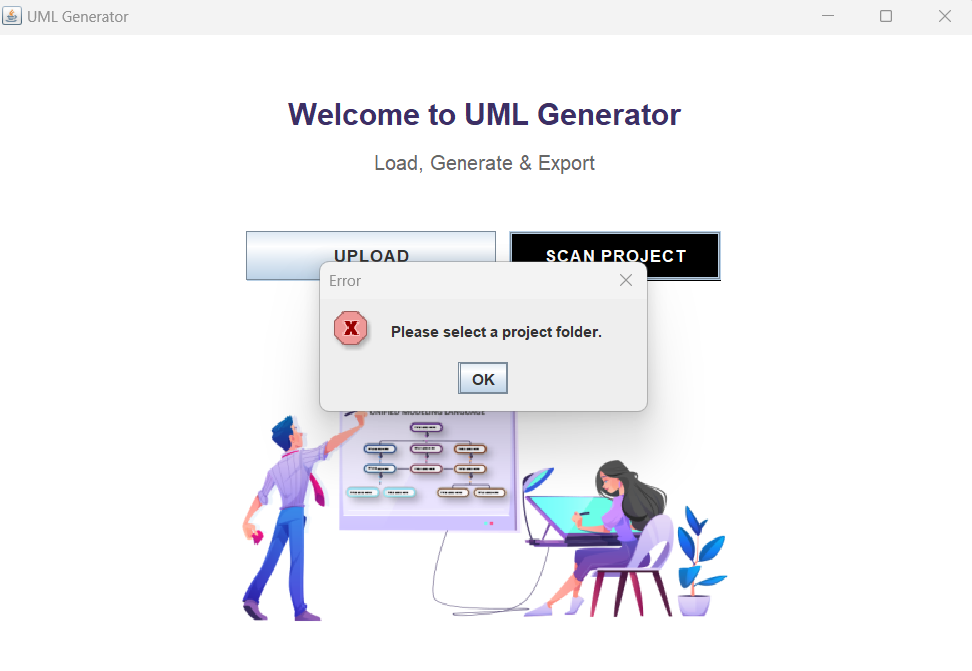 UML Generator
Welcome to UML Generator
Load, Generate & Export
UPLOAD
SCAN PROJECT
Error
X
Please select a project folder.
OK